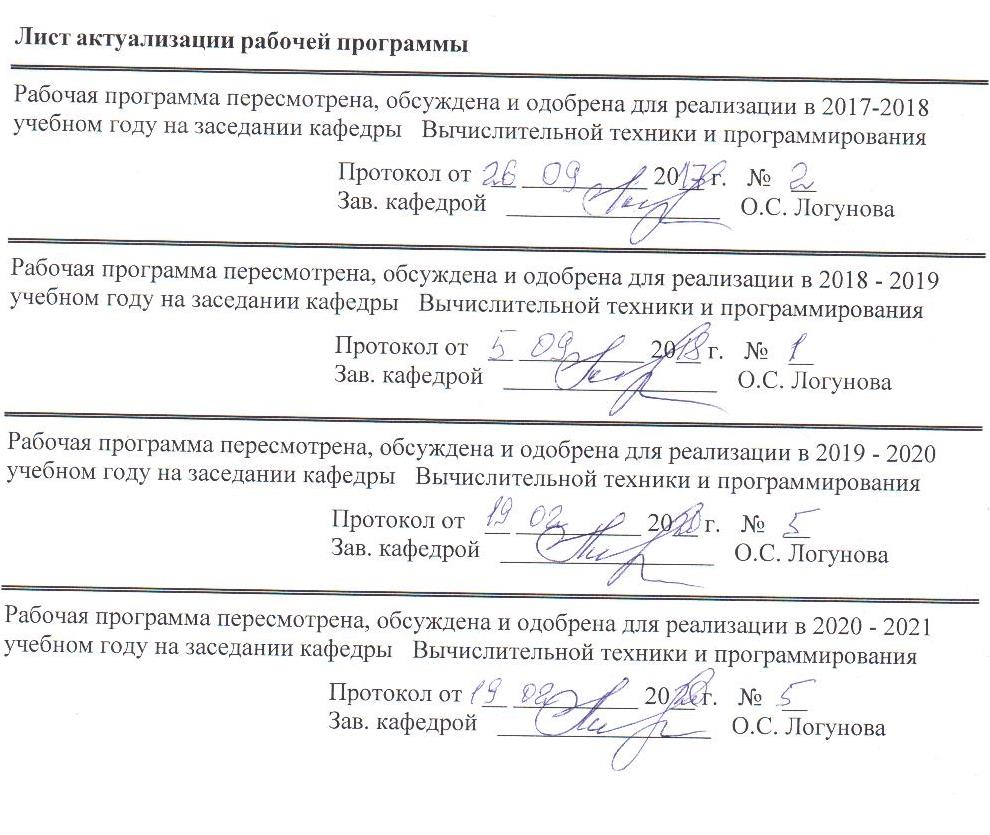 Лист актуализации рабочей программы
Рабочая программа пересмотрена, обсуждена и одобрена для реализации в 2017-2018
учебном году на заседании кафедры Вычислительной техники и программирования
Протокол от 26 09 2017 г. № 2
Зав. кафедрой О.С. Логунова
Рабочая программа пересмотрена, обсуждена и одобрена для реализации в 2018 - 2019
учебном году на заседании кафедры Вычислительной техники и программирования
Протокол от 5 09 2018 г. № 1
Зав. кафедрой О.С. Логунова
Рабочая программа пересмотрена, обсуждена и одобрена для реализации в 2019 - 2020
учебном году на заседании кафедры Вычислительной техники и программирования
Протокол от 19 02 2020 г. № 5
Зав. кафедрой О.С. Логунова
Рабочая программа пересмотрена, обсуждена и одобрена для реализации в 2020 - 2021
учебном году на заседании кафедры Вычислительной техники и программирования
Протокол от 19 02 2020 г. № 5
Зав. кафедрой О.С. Логунова